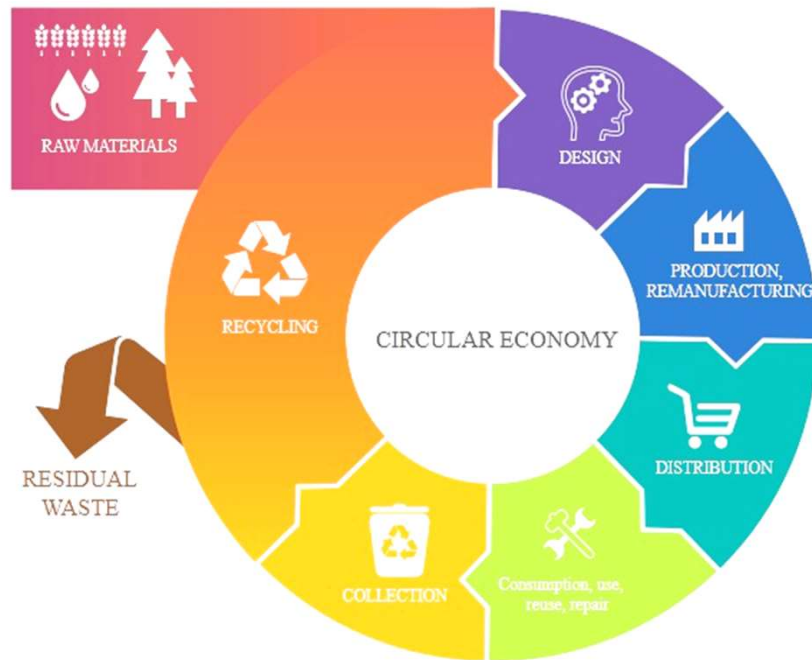 RAW MATERIALS
DESIGN
PRODUCTION,
REMANUFACTURING
DISTRIBUTION
Consumption, use,
reuse, repair
COLLECTION
RECYCLING
CIRCULAR ECONOMY
RESIDUAL
WASTE